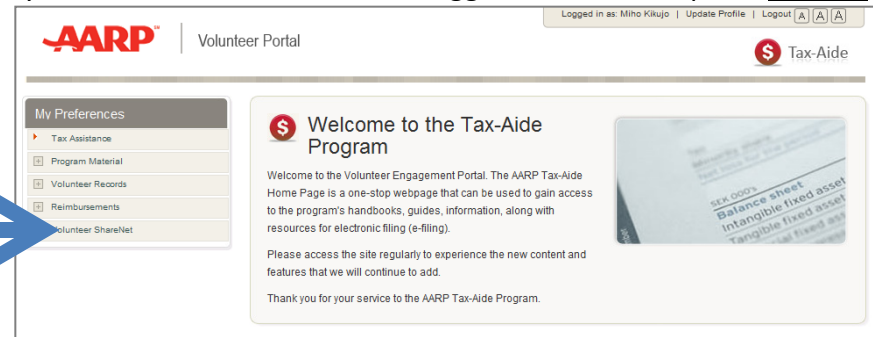 Logged in as: Miho Kikujo | Update Profile | Logout A A A
AARP Volunteer Portal
$ Tax-Aide
My Preferences
Tax Assistance
Program Material
Volunteer Records
Reimbursements
Volunteer ShareNet
$ Welcome to the Tax-Aide
Program
Welcome to the Volunteer Engagement Portal. The AARP Tax-Aide
Home Page is a one-stop webpage that can be used to gain access
to the program's handbooks, guides, information, along with
resources for electronic filing (e-filing).
Please access the site regularly to experience the new content and
features that we will continue to add.
Thank you for your service to the AARP Tax-Aide Program.
SEK 000's
Balance sheet
Intangible fixed asset
Tangible fixed asset